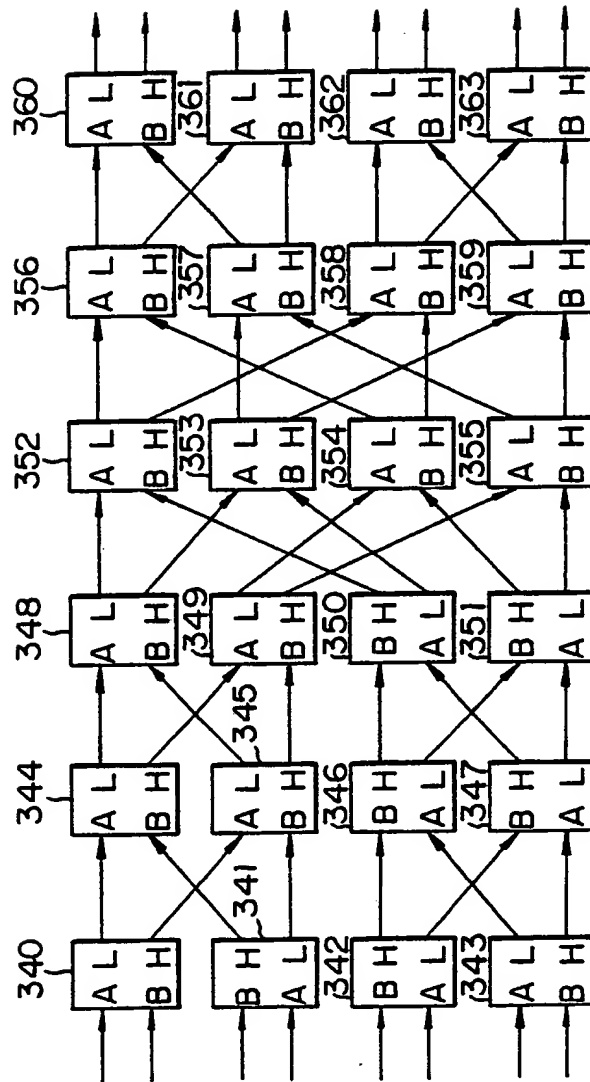 340 344 348 352 356 360
A L A L A L A L A L A L
B H B H B H B H B H B H
341 345 349 353 357 361
B H A L A L A L A L A L
A L B H B H B H B H B H
342 346 350 354 358 362
B H B H B H A L A L A L
A L A L A L B H B H B H
343 347 351 355 359 363
A L B H B H A L A L A L
B H A L A L B H B H B H